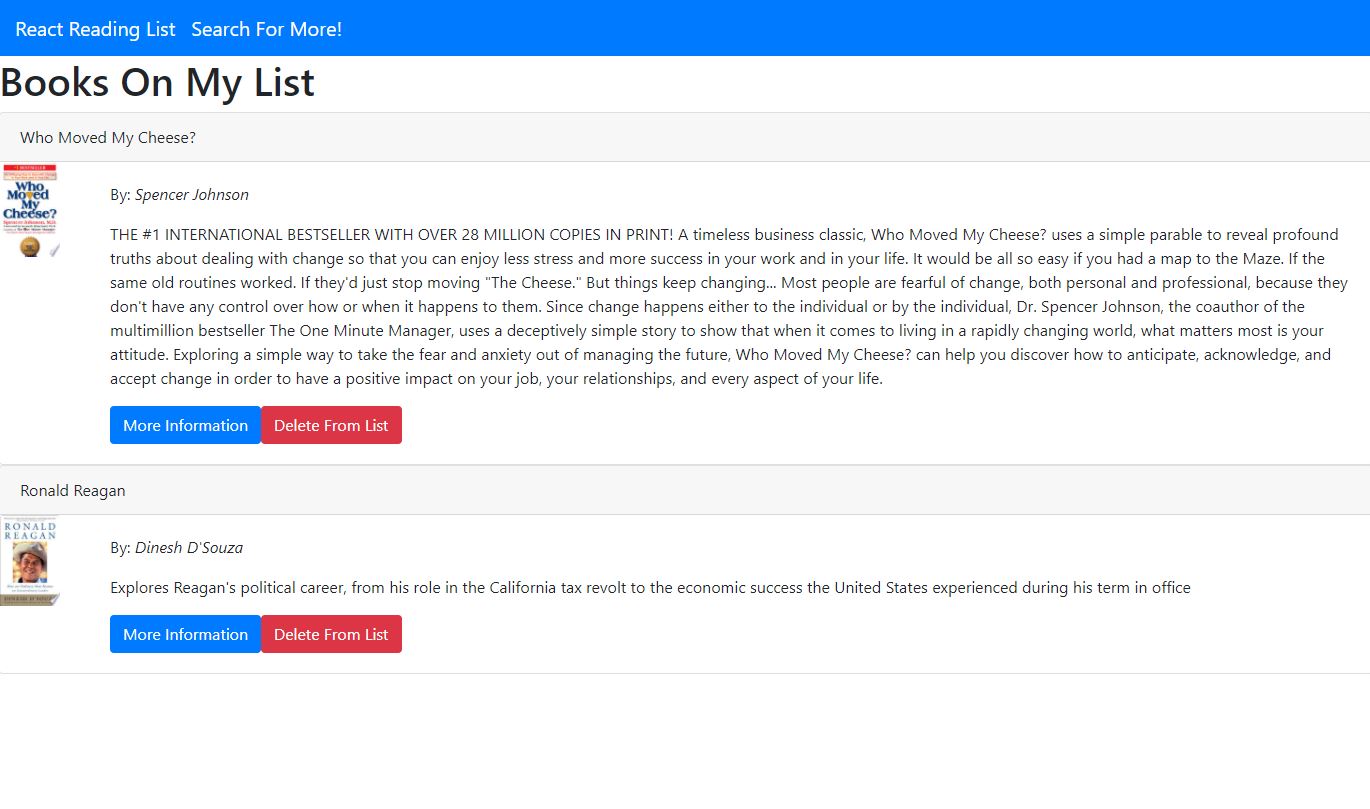 React Reading List Search For More!
Books On My List
Who Moved My Cheese?
#1 BESTSELLER
Who
Moved
My
Cheese?
Spencer Johnson, M.D.
By: Spencer Johnson
THE #1 INTERNATIONAL BESTSELLER WITH OVER 28 MILLION COPIES IN PRINT! A timeless business classic, Who Moved My Cheese? uses a simple parable to reveal profound
truths about dealing with change so that you can enjoy less stress and more success in your work and in your life. It would be all so easy if you had a map to the Maze. If the
same old routines worked. If they'd just stop moving "The Cheese." But things keep changing... Most people are fearful of change, both personal and professional, because they
don't have any control over how or when it happens to them. Since change happens either to the individual or by the individual, Dr. Spencer Johnson, the coauthor of the
multimillion bestseller The One Minute Manager, uses a deceptively simple story to show that when it comes to living in a rapidly changing world, what matters most is your
attitude. Exploring a simple way to take the fear and anxiety out of managing the future, Who Moved My Cheese? can help you discover how to anticipate, acknowledge, and
accept change in order to have a positive impact on your job, your relationships, and every aspect of your life.
More Information Delete From List
Ronald Reagan
RONALD
REAGAN
By: Dinesh D'Souza
Explores Reagan's political career, from his role in the California tax revolt to the economic success the United States experienced during his term in office
More Information Delete From List